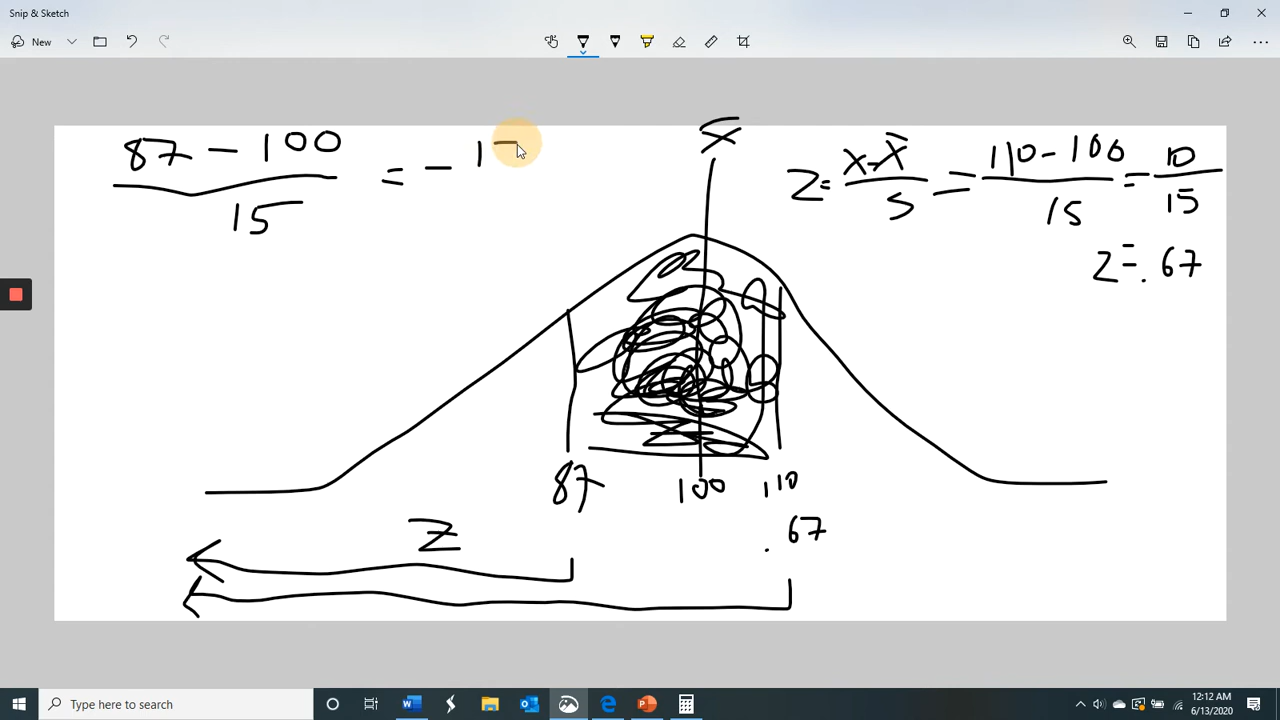 Snip & Sketch
New
87 - 100 / 15 = - 1
X̄
Z = X - X̄ / S = 110 - 100 / 15 = 10 / 15
Z = .67
87 100 110
.67
Z
Type here to search
12:12 AM
6/13/2020